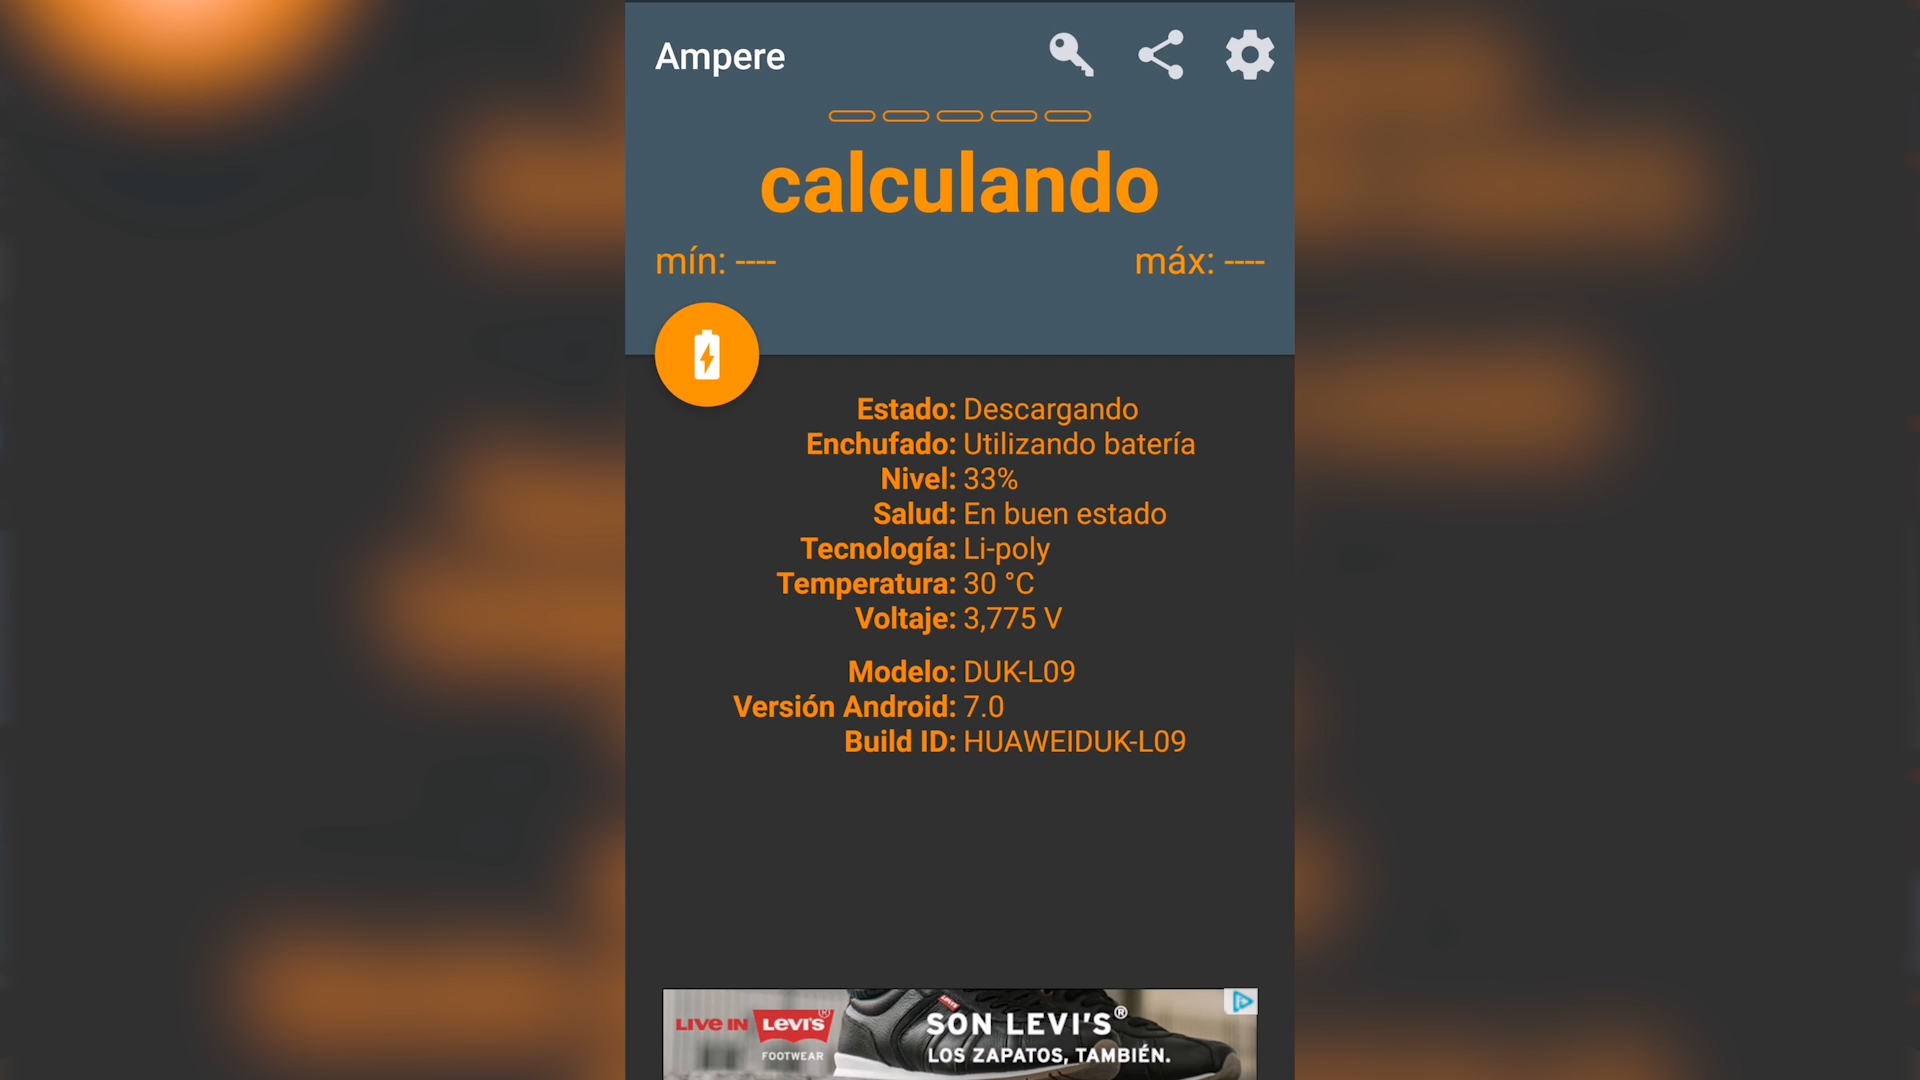 Ampere
calculando
mín: ----
máx: ----
Estado: Descargando
Enchufado: Utilizando batería
Nivel: 33%
Salud: En buen estado
Tecnología: Li-poly
Temperatura: 30 °C
Voltaje: 3,775 V
Modelo: DUK-L09
Versión Android: 7.0
Build ID: HUAWEIDUK-L09
LIVE IN LEVI'S®
FOOTWEAR
SON LEVI'S®
LOS ZAPATOS, TAMBIÉN.